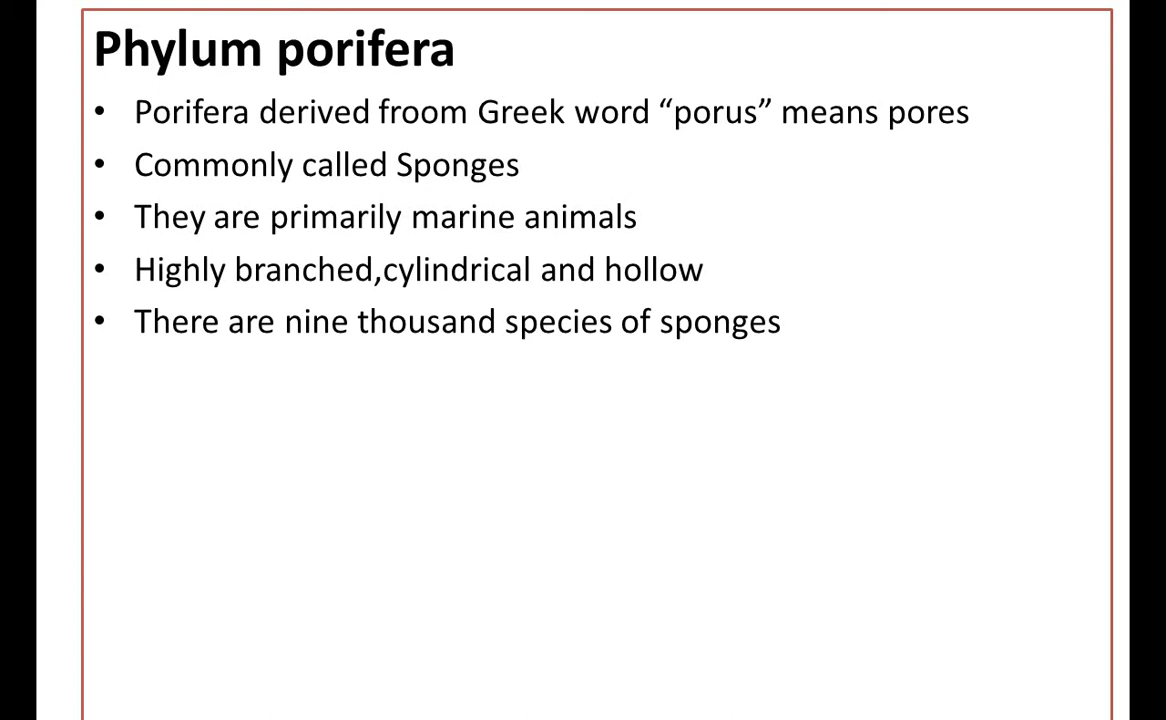 Phylum porifera
• Porifera derived froom Greek word “porus” means pores
• Commonly called Sponges
• They are primarily marine animals
• Highly branched,cylindrical and hollow
• There are nine thousand species of sponges